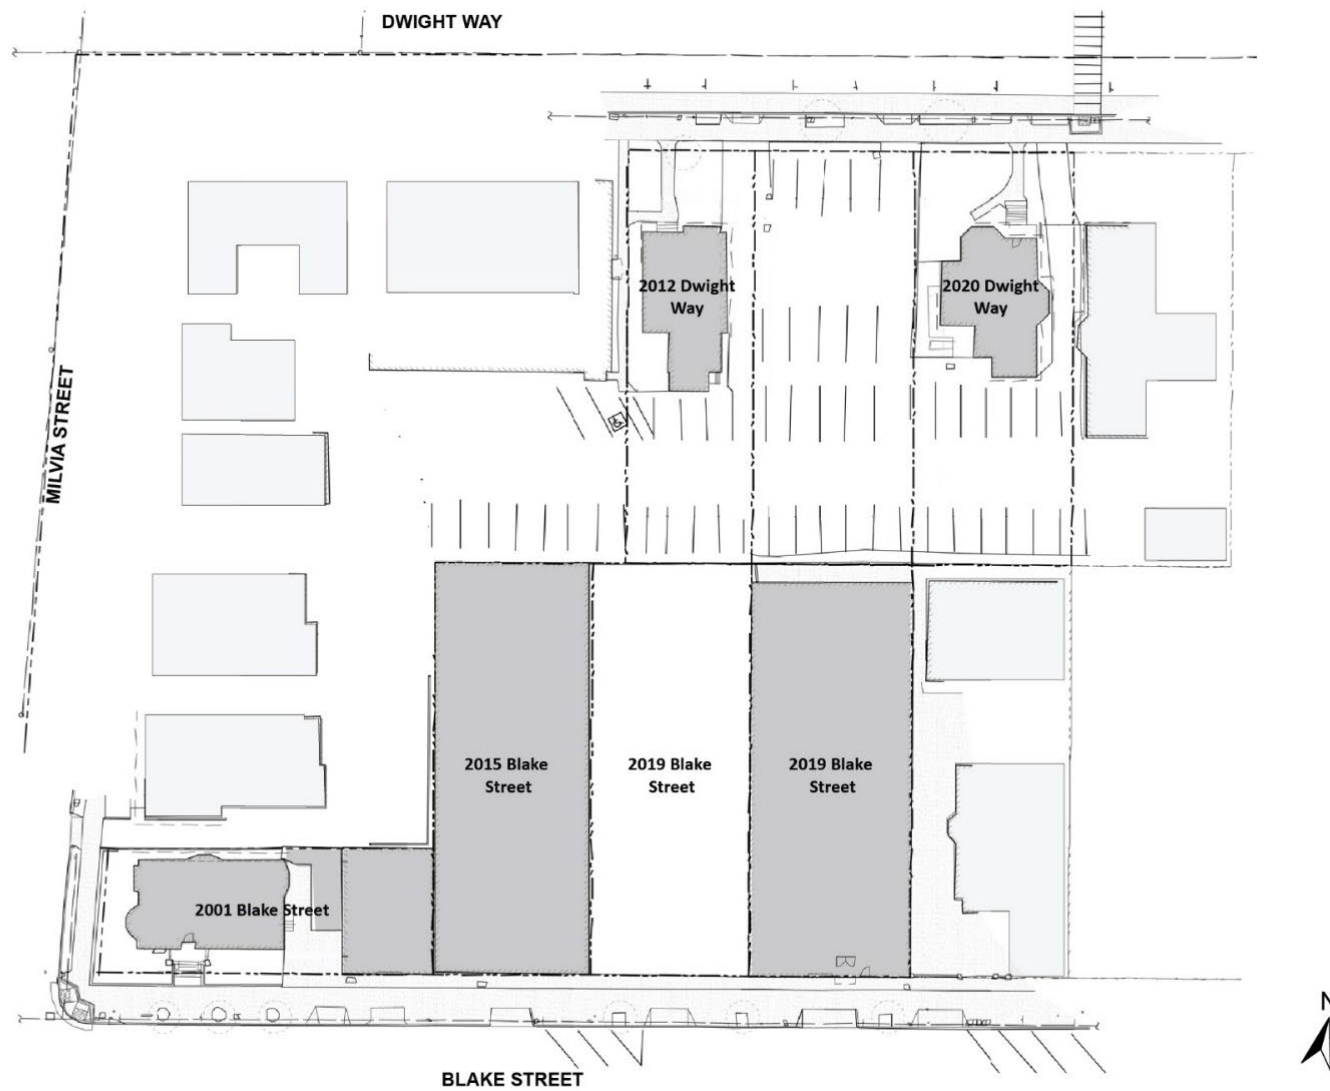 DWIGHT WAY
2012 Dwight
Way
2020 Dwight
Way
MILVIA STREET
2015 Blake
Street
2019 Blake
Street
2019 Blake
Street
2001 Blake Street
N
BLAKE STREET